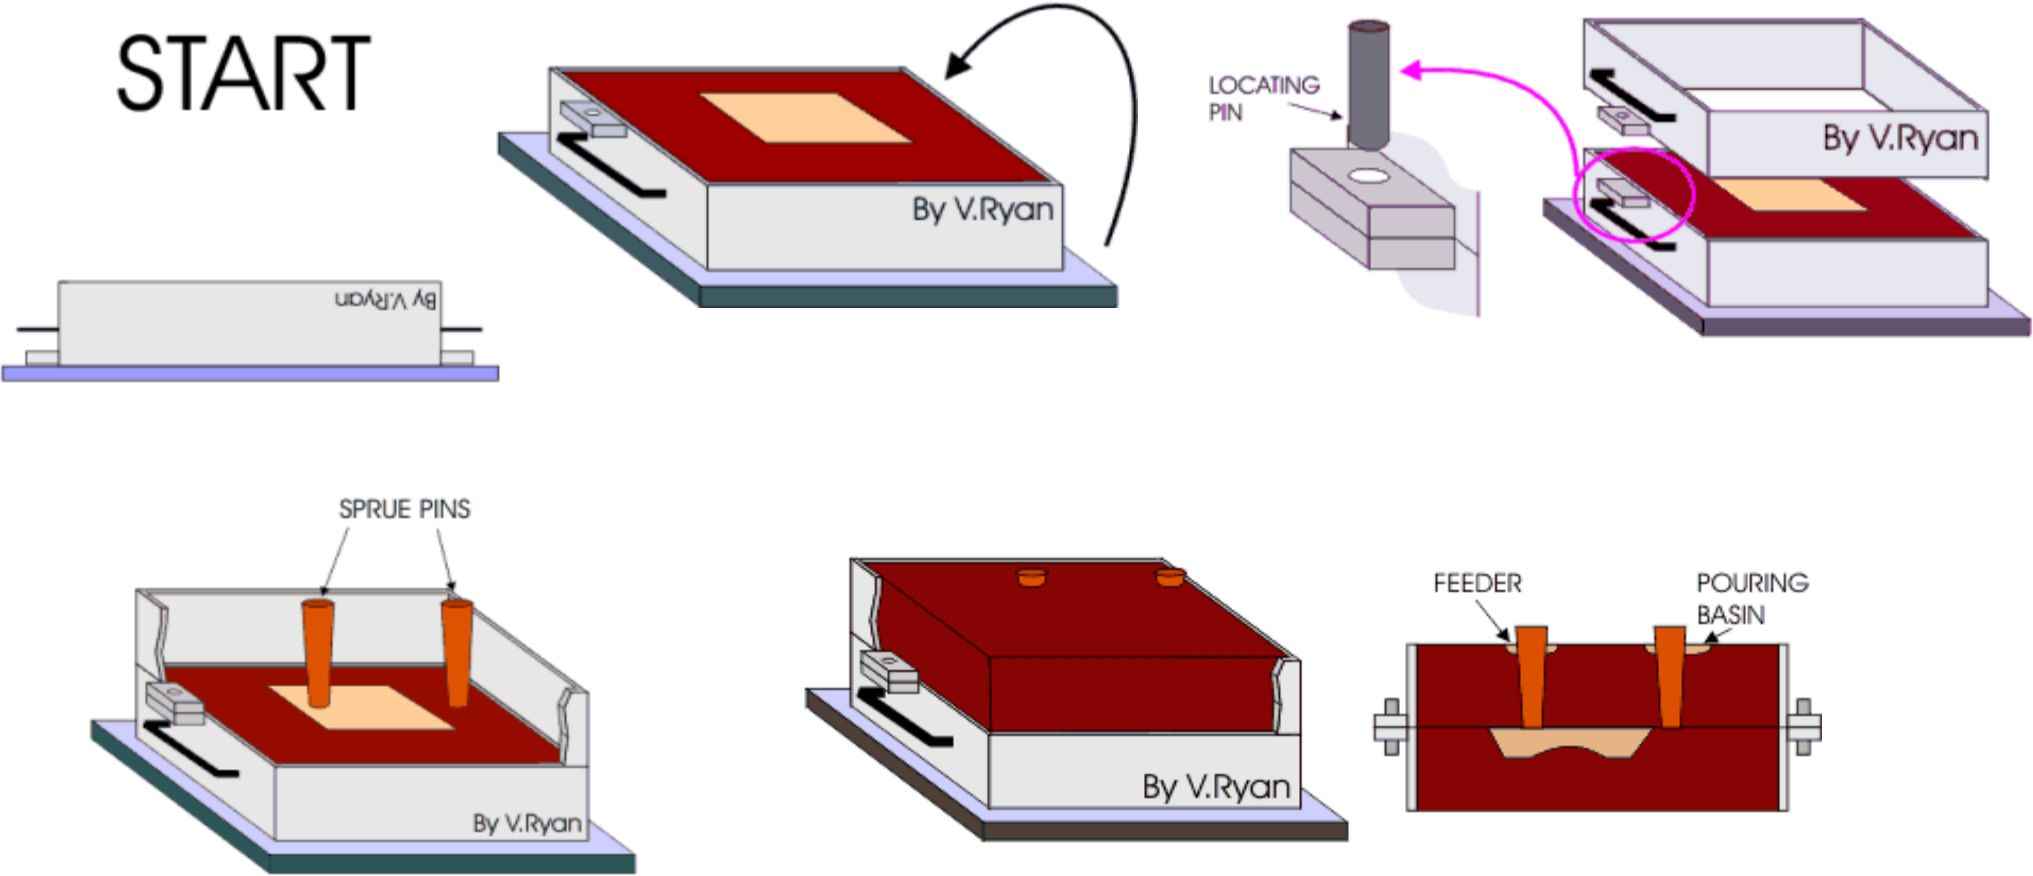 START
By V.Ryan
By V.Ryan
LOCATING
PIN
By V.Ryan
SPRUE PINS
By V.Ryan
By V.Ryan
FEEDER
POURING
BASIN